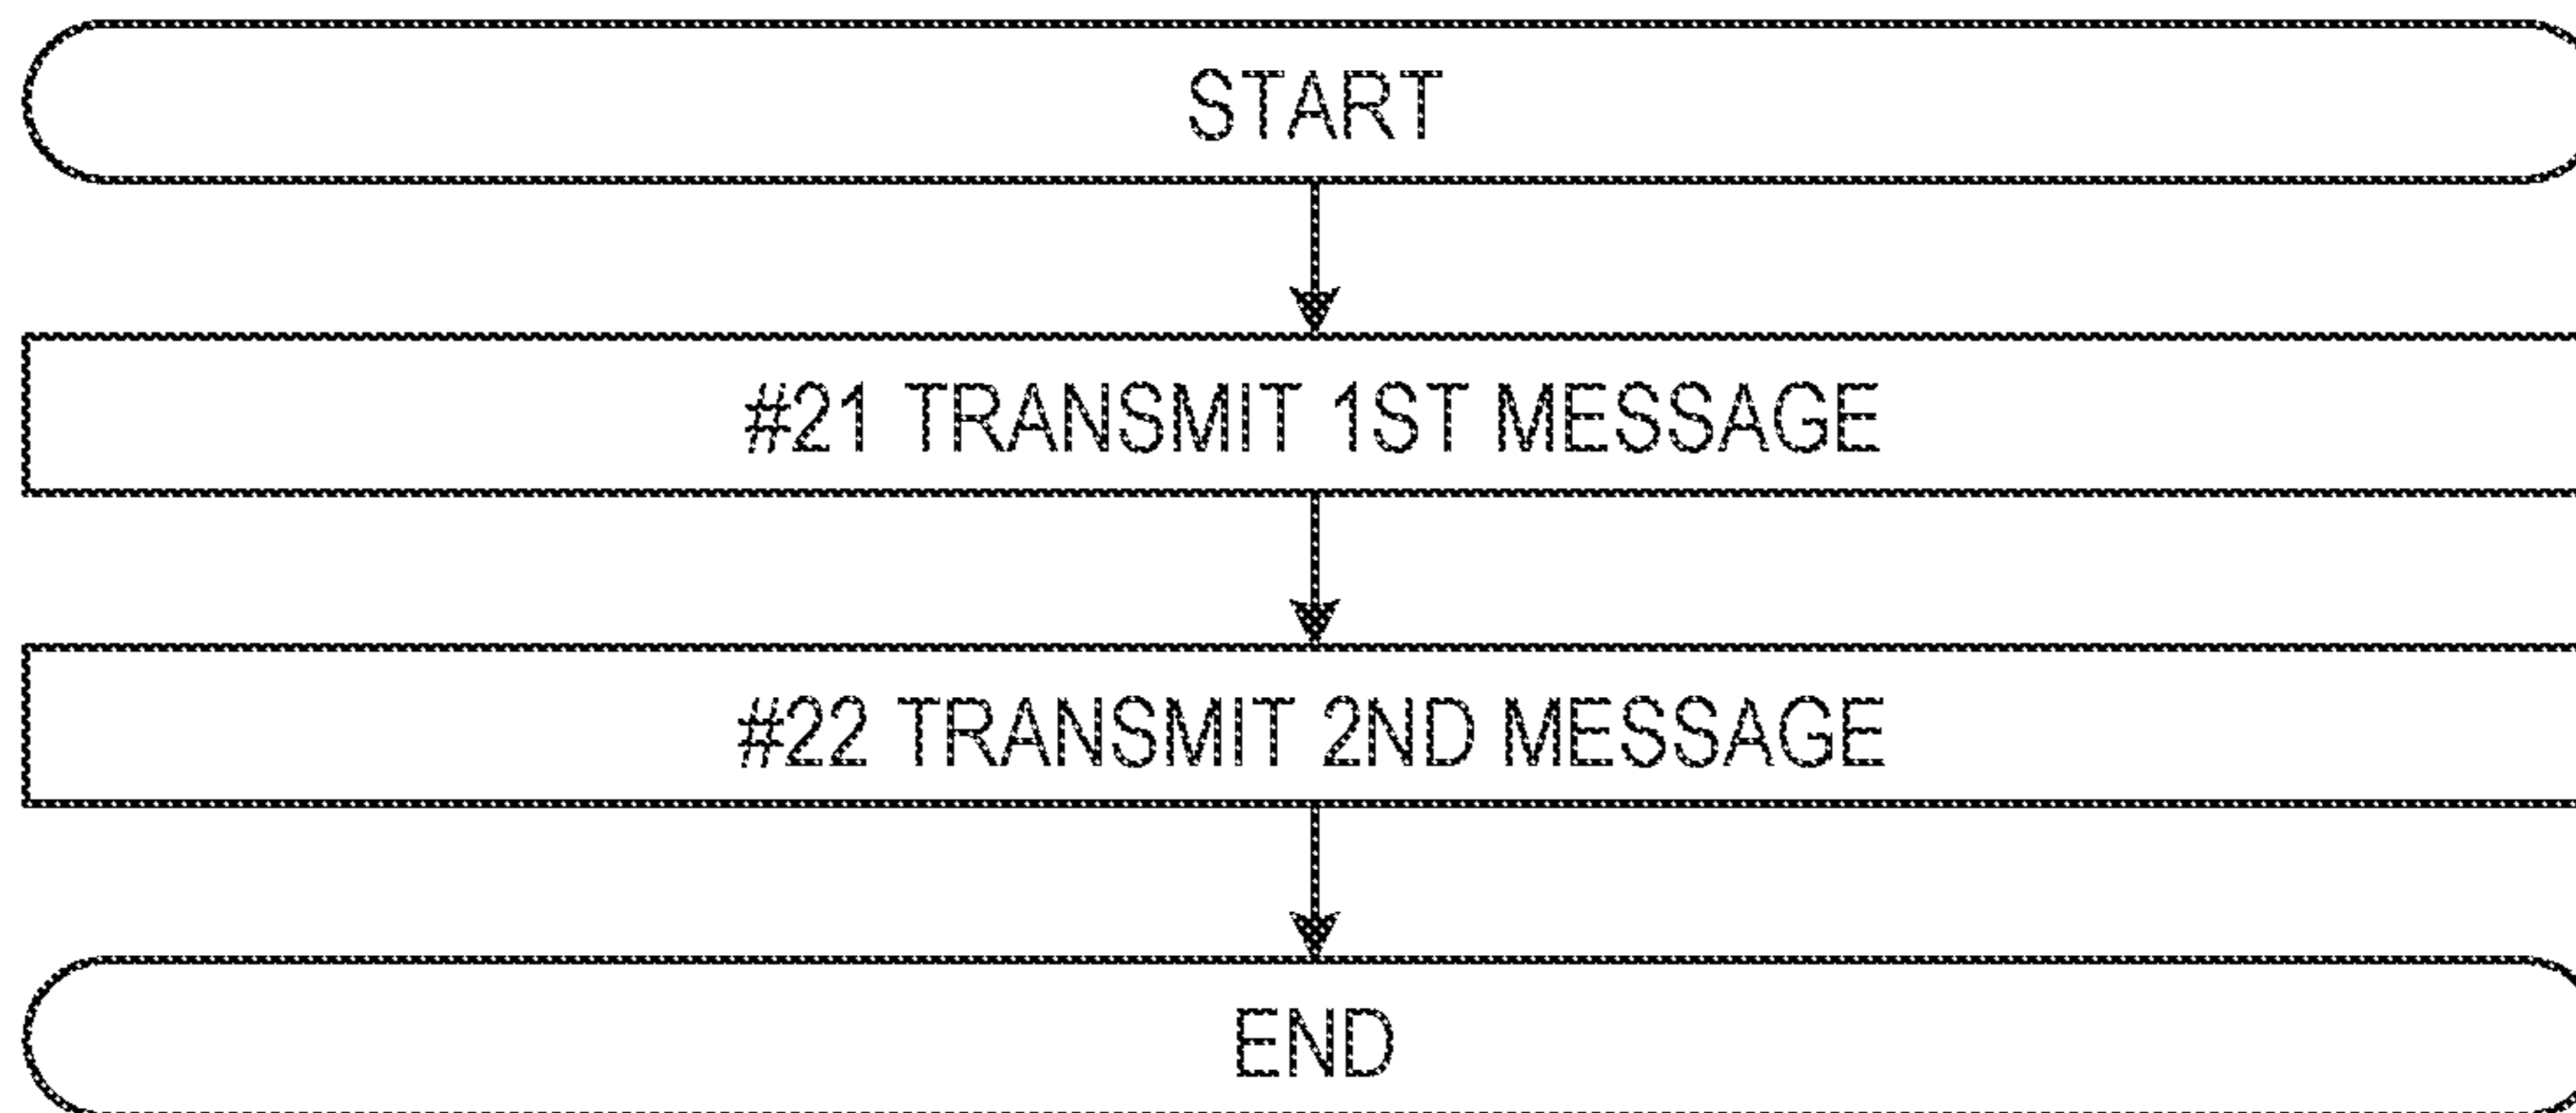 START
#21 TRANSMIT 1ST MESSAGE
#22 TRANSMIT 2ND MESSAGE
END